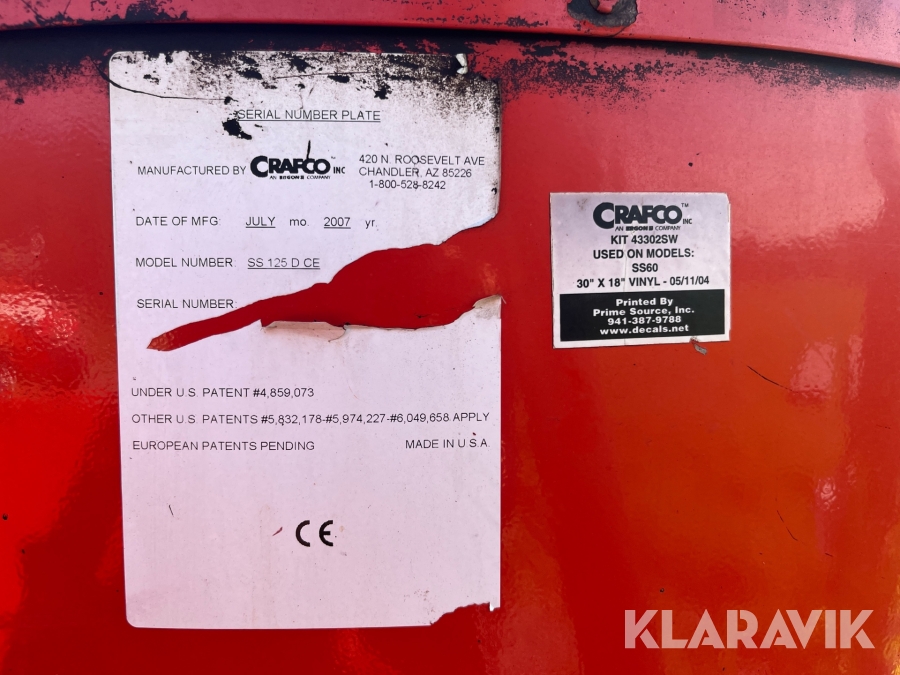 SERIAL NUMBER PLATE
MANUFACTURED BY CRAFCO™ INC
AN ERGON COMPANY
420 N. ROOSEVELT AVE
CHANDLER, AZ 85226
1-800-528-8242
DATE OF MFG: JULY mo. 2007 yr.
MODEL NUMBER: SS 125 D CE
SERIAL NUMBER:
UNDER U.S. PATENT #4,859,073
OTHER U.S. PATENTS #5,832,178-#5,974,227-#6,049,658 APPLY
EUROPEAN PATENTS PENDING MADE IN U.S.A.
CE
CRAFCO™ INC
AN ERGON COMPANY
KIT 43302SW
USED ON MODELS:
SS60
30" X 18" VINYL - 05/11/04
Printed By
Prime Source, Inc.
941-387-9788
www.decals.net
KLARAVIK